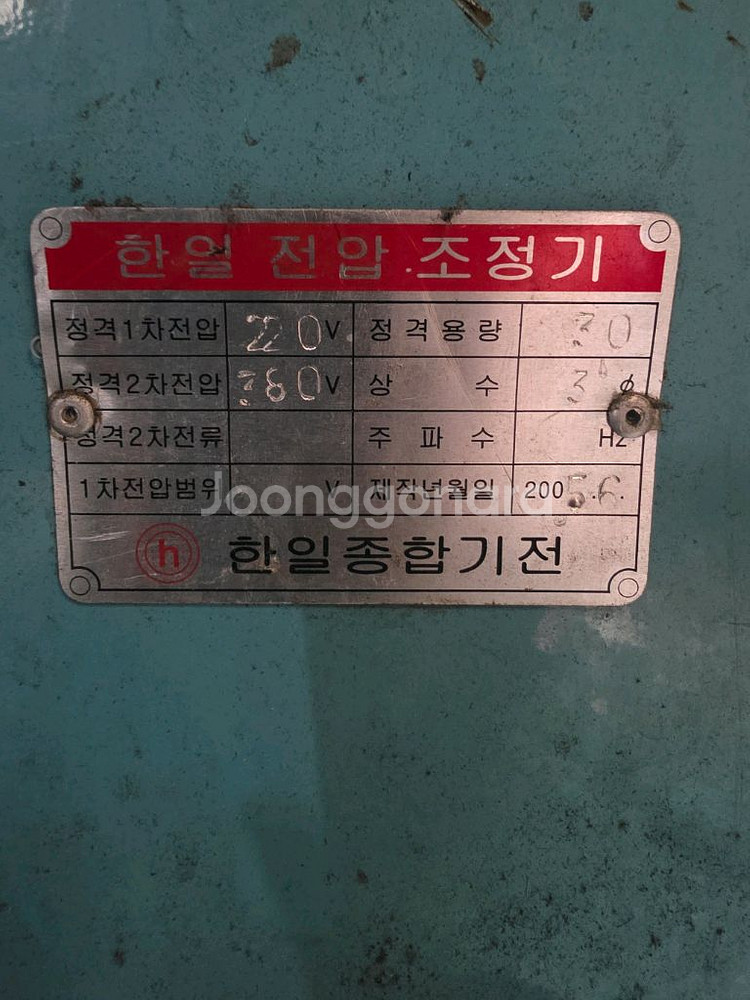 한일 전압 조정기
정격1차전압 220V 정격용량 30
정격2차전압 380V 상수 3 ϕ
정격2차전류 주파수 Hz
1차전압범위 V 제작년월일 2005.6.
Joonggonara
h 한일종합기전